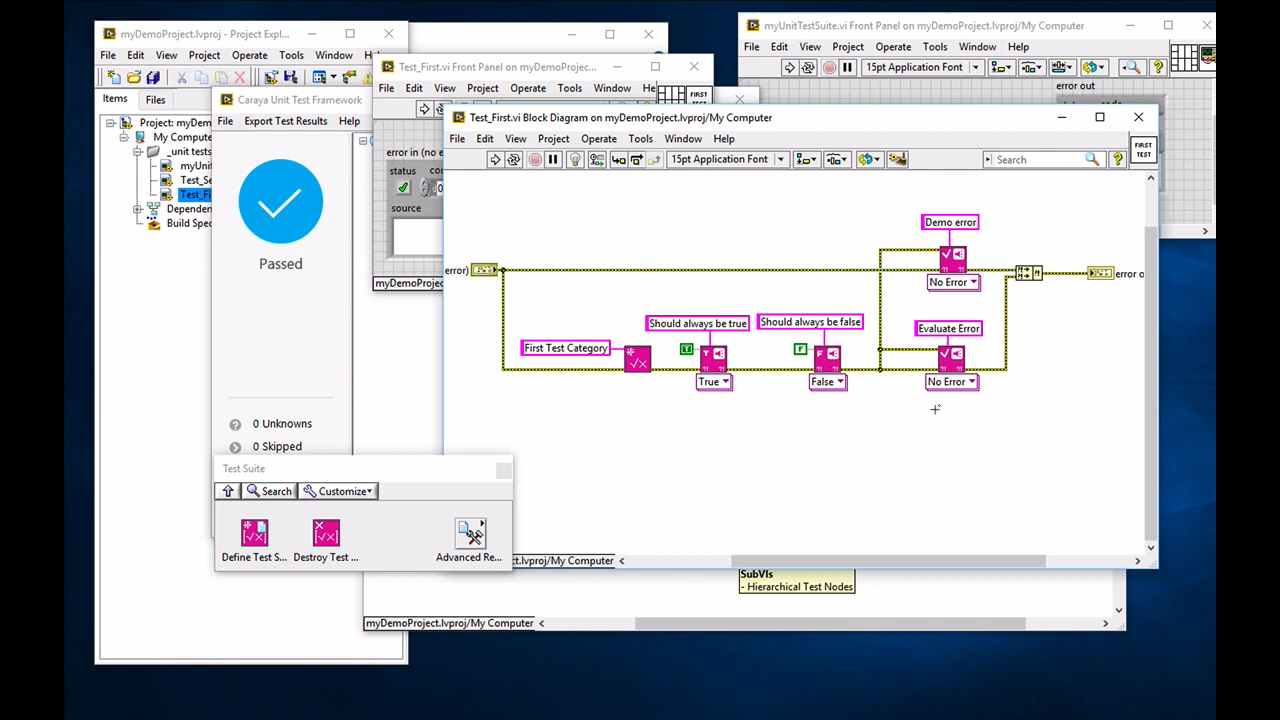 myDemoProject.lvproj - Project Expl...
File Edit View Project Operate Tools Window
Items Files
Project: myDemo
My Compute
_unit tests
myUnit
Test_Se
Test_Fi
Dependen
Build Spec
Caraya Unit Test Framework
File Export Test Results Help
Passed
0 Unknowns
0 Skipped
Test_First.vi Front Panel on myDemoProjec...
File Edit View Project Operate Tools Window He
FIRST
error in (no e
status co
0
source
myDemoProjec
myUnitTestSuite.vi Front Panel on myDemoProject.lvproj/My Computer
File Edit View Project Operate Tools Window Help
15pt Application Font
error out
Test_First.vi Block Diagram on myDemoProject.lvproj/My Computer
File Edit View Project Operate Tools Window Help
15pt Application Font Search
FIRST
TEST
Demo error
error)
No Error
error o
Should always be true
Should always be false
Evaluate Error
First Test Category
T
T
F
F
True
False
No Error
Test Suite
Search Customize
Define Test S... Destroy Test ... Advanced Re...
ct.lvproj/My Computer
SubVIs
- Hierarchical Test Nodes
myDemoProject.lvproj/My Computer